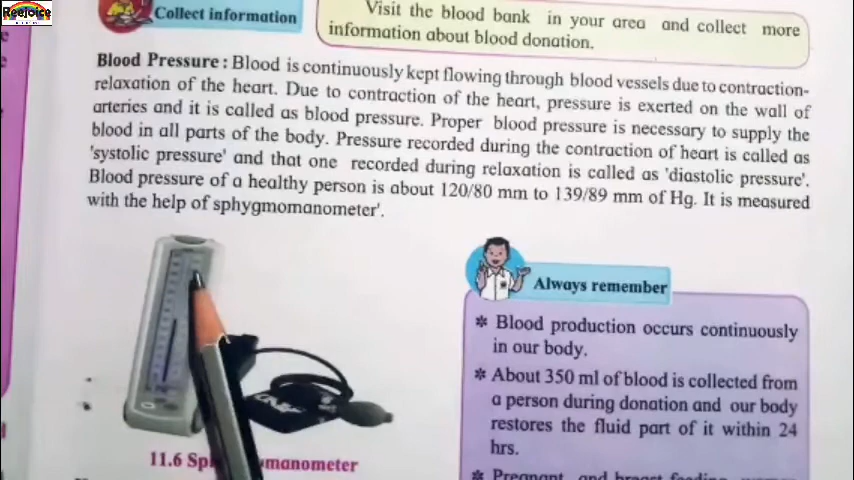 Reejoice
Collect information
Visit the blood bank in your area and collect more
information about blood donation.
Blood Pressure : Blood is continuously kept flowing through blood vessels due to contraction-
relaxation of the heart. Due to contraction of the heart, pressure is exerted on the wall of
arteries and it is called as blood pressure. Proper blood pressure is necessary to supply the
blood in all parts of the body. Pressure recorded during the contraction of heart is called as
'systolic pressure' and that one recorded during relaxation is called as 'diastolic pressure'.
Blood pressure of a healthy person is about 120/80 mm to 139/89 mm of Hg. It is measured
with the help of sphygmomanometer'.
11.6 Sp manometer
Always remember
* Blood production occurs continuously
in our body.
* About 350 ml of blood is collected from
a person during donation and our body
restores the fluid part of it within 24
hrs.
* Pregnant and breast feeding